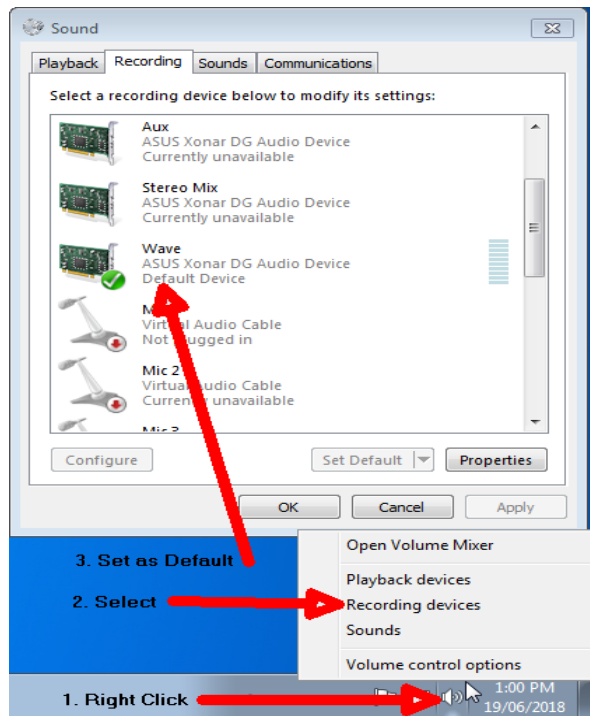 Sound
Playback Recording Sounds Communications
Select a recording device below to modify its settings:
Aux
ASUS Xonar DG Audio Device
Currently unavailable
Stereo Mix
ASUS Xonar DG Audio Device
Currently unavailable
Wave
ASUS Xonar DG Audio Device
Default Device
Virtual Audio Cable
Not plugged in
Mic 2
Virtual Audio Cable
Currently unavailable
Configure Set Default Properties
OK Cancel Apply
Open Volume Mixer
3. Set as Default
Playback devices
2. Select Recording devices
Sounds
Volume control options
1. Right Click 1:00 PM
19/06/2018